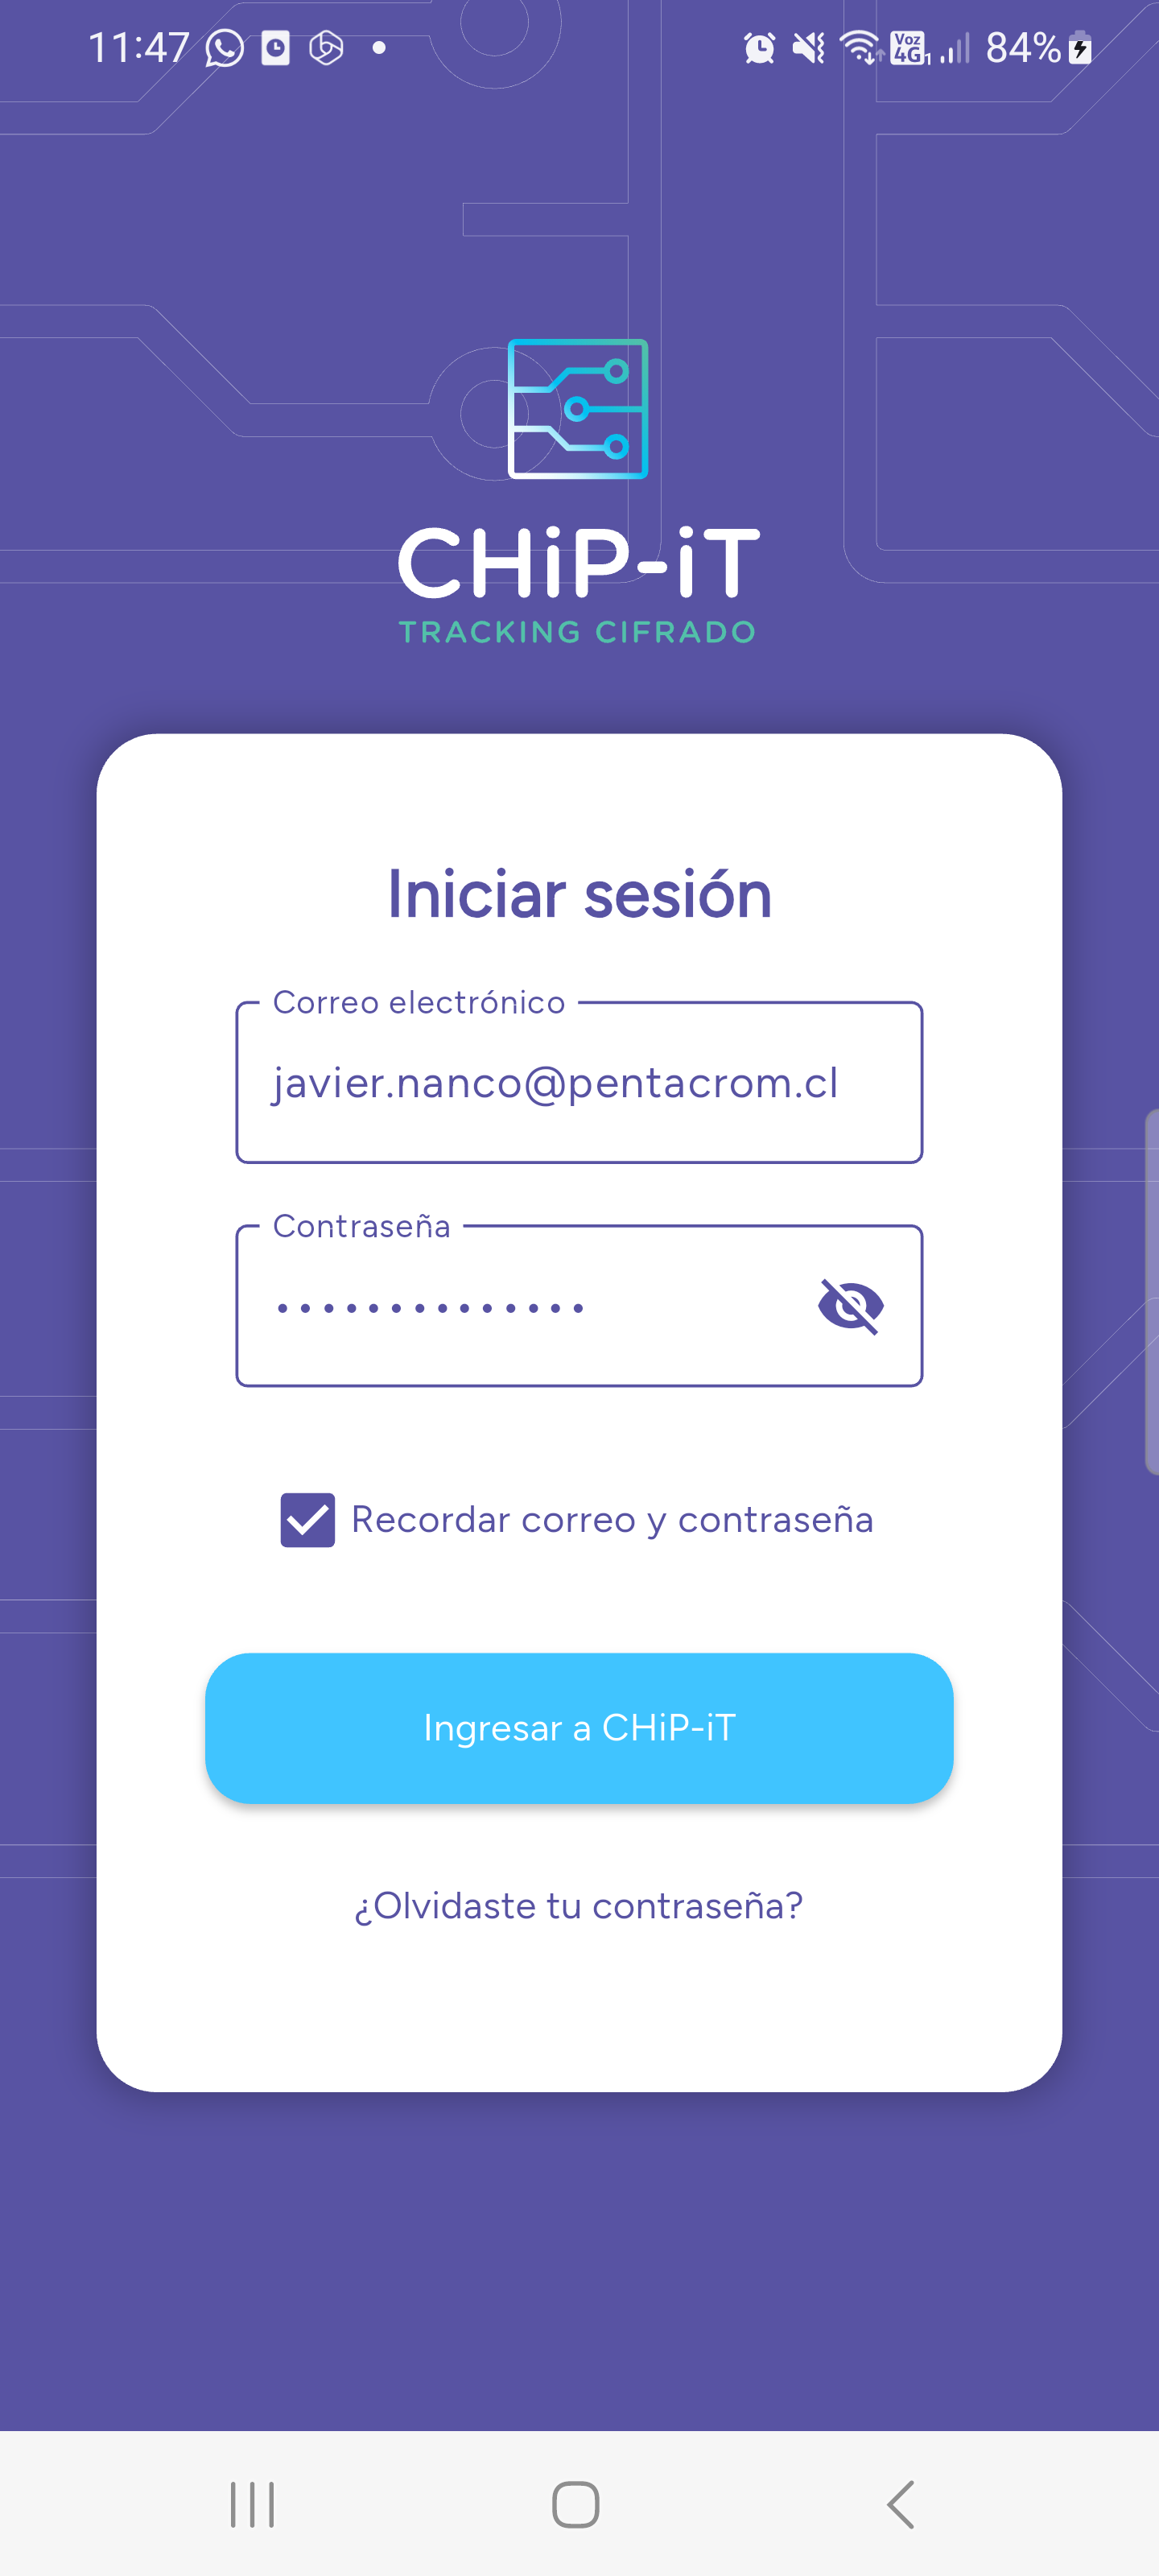 11:47
Voz 4G 1 84%
CHiP-iT
TRACKING CIFRADO
Iniciar sesión
Correo electrónico
javier.nanco@pentacrom.cl
Contraseña
••••••••••••••
Recordar correo y contraseña
Ingresar a CHiP-iT
¿Olvidaste tu contraseña?